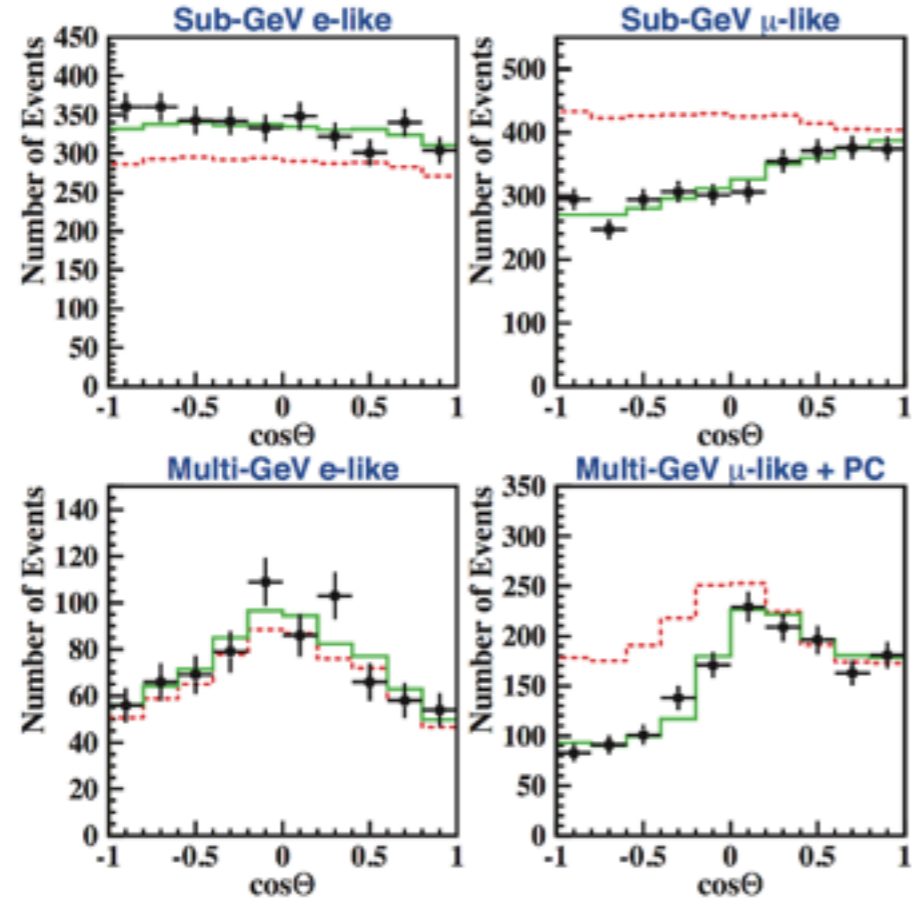 Sub-GeV e-like
Number of Events
450
400
350
300
250
200
150
100
50
0
-1 -0.5 0 0.5 1
cosΘ
Sub-GeV μ-like
Number of Events
500
400
300
200
100
0
-1 -0.5 0 0.5 1
cosΘ
Multi-GeV e-like
Number of Events
140
120
100
80
60
40
20
0
-1 -0.5 0 0.5 1
cosΘ
Multi-GeV μ-like + PC
Number of Events
350
300
250
200
150
100
50
0
-1 -0.5 0 0.5 1
cosΘ